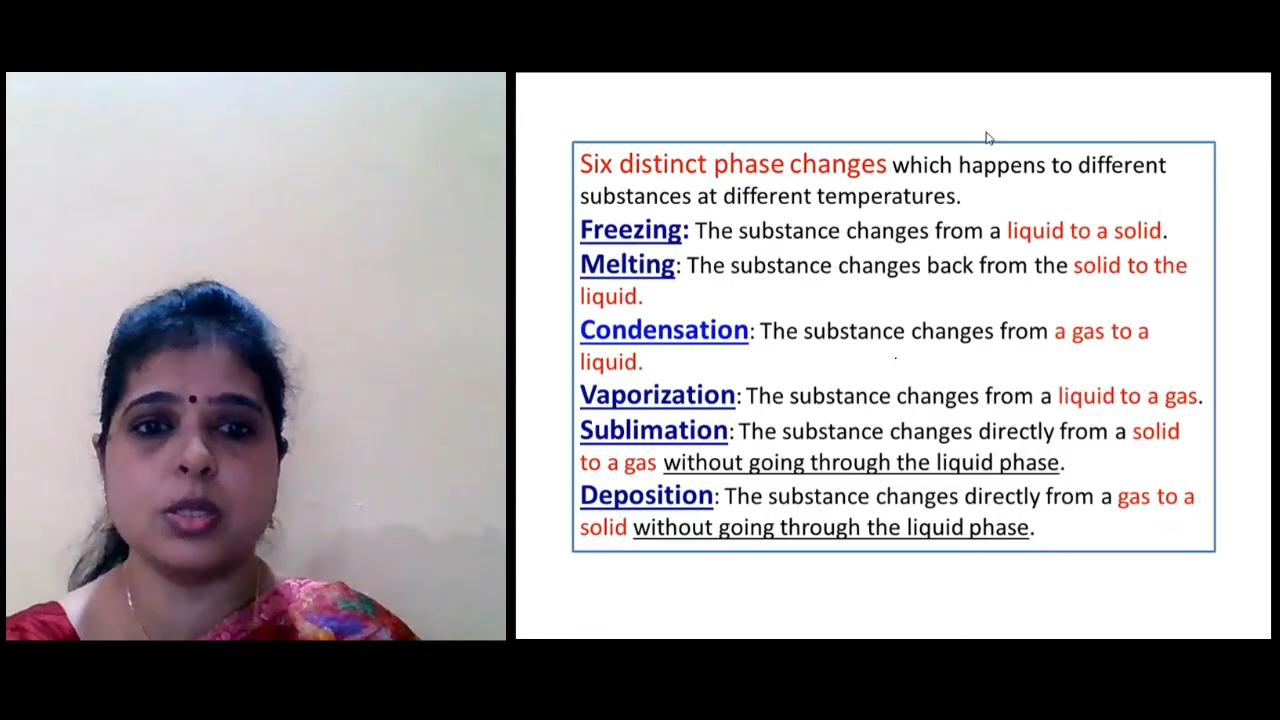 Six distinct phase changes which happens to different
substances at different temperatures.
Freezing: The substance changes from a liquid to a solid.
Melting: The substance changes back from the solid to the
liquid.
Condensation: The substance changes from a gas to a
liquid.
Vaporization: The substance changes from a liquid to a gas.
Sublimation: The substance changes directly from a solid
to a gas without going through the liquid phase.
Deposition: The substance changes directly from a gas to a
solid without going through the liquid phase.